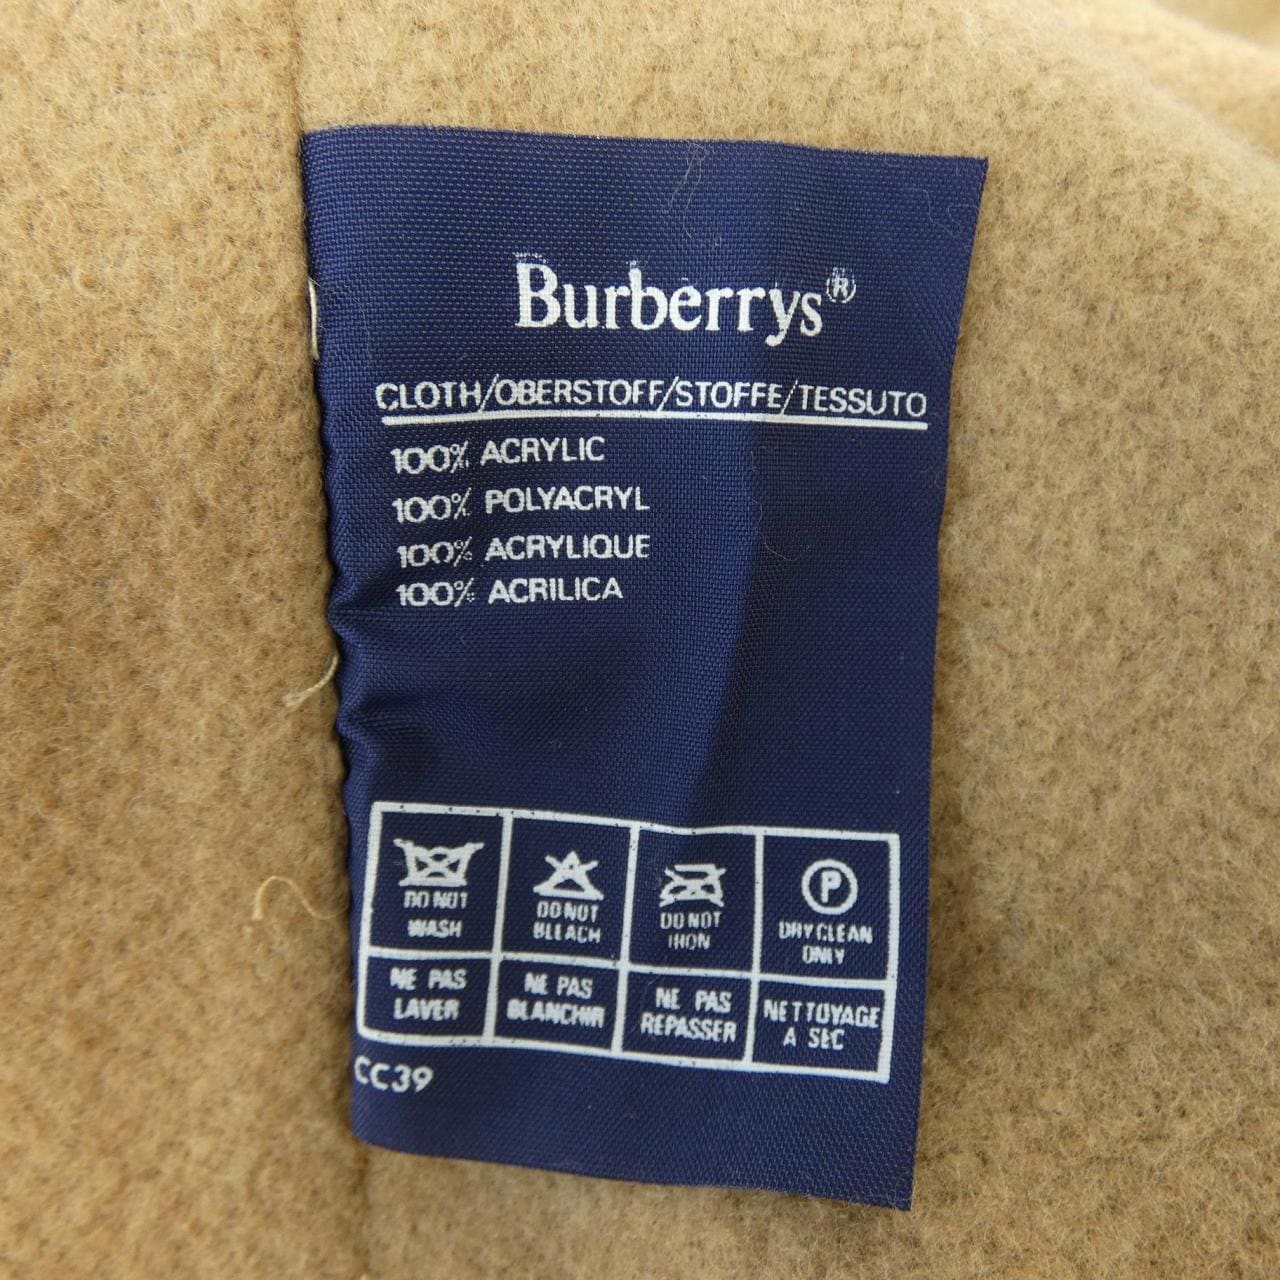 Burberrys®
CLOTH/OBERSTOFF/STOFFE/TESSUTO
100% ACRYLIC
100% POLYACRYL
100% ACRYLIQUE
100% ACRILICA
DO NOT
WASH
DO NOT
BLEACH
DO NOT
IRON
P
DRY CLEAN
ONLY
NE PAS
LAVER
NE PAS
BLANCHIR
NE PAS
REPASSER
NETTOYAGE
A SEC
CC39